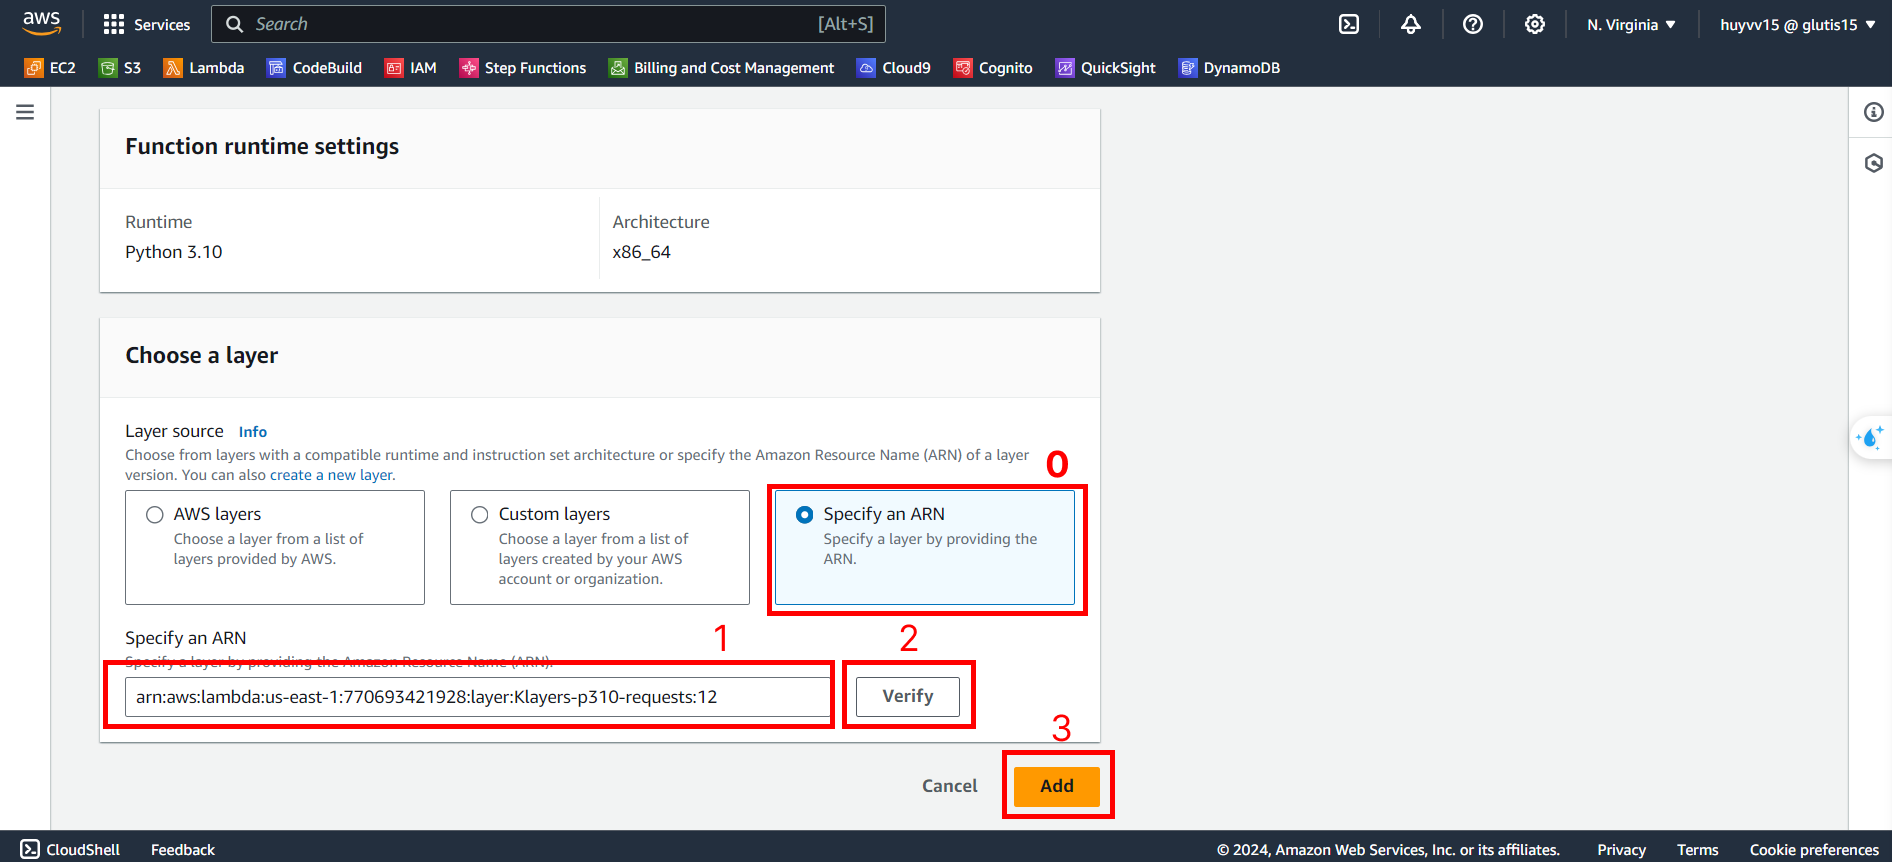 aws Services Search [Alt+S] N. Virginia huyvv15 @ glutis15
EC2 S3 Lambda CodeBuild IAM Step Functions Billing and Cost Management Cloud9 Cognito QuickSight DynamoDB
Function runtime settings
Runtime Architecture
Python 3.10 x86_64
Choose a layer
Layer source Info
Choose from layers with a compatible runtime and instruction set architecture or specify the Amazon Resource Name (ARN) of a layer
version. You can also create a new layer.
0
AWS layers
Choose a layer from a list of
layers provided by AWS.
Custom layers
Choose a layer from a list of
layers created by your AWS
account or organization.
Specify an ARN
Specify a layer by providing the
ARN.
Specify an ARN
1
2
Specify a layer by providing the Amazon Resource Name (ARN).
arn:aws:lambda:us-east-1:770693421928:layer:Klayers-p310-requests:12
Verify
3
Cancel Add
CloudShell Feedback © 2024, Amazon Web Services, Inc. or its affiliates. Privacy Terms Cookie preferences